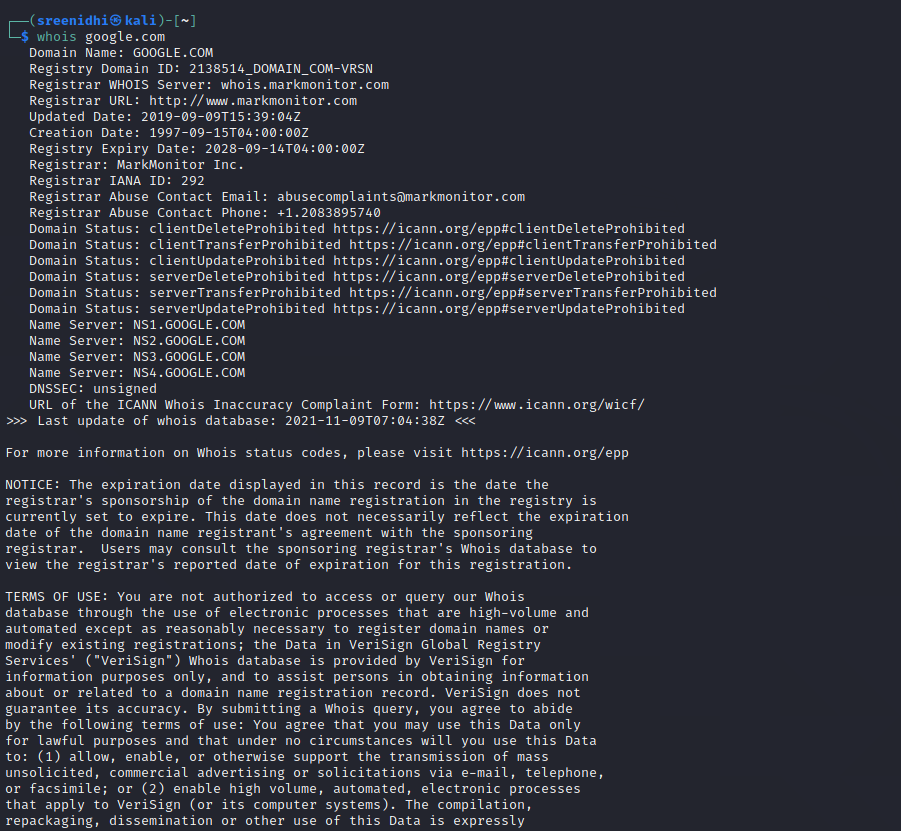 ┌──(sreenidhi㉿kali)-[~]
└─$ whois google.com
Domain Name: GOOGLE.COM
Registry Domain ID: 2138514_DOMAIN_COM-VRSN
Registrar WHOIS Server: whois.markmonitor.com
Registrar URL: http://www.markmonitor.com
Updated Date: 2019-09-09T15:39:04Z
Creation Date: 1997-09-15T04:00:00Z
Registry Expiry Date: 2028-09-14T04:00:00Z
Registrar: MarkMonitor Inc.
Registrar IANA ID: 292
Registrar Abuse Contact Email: abusecomplaints@markmonitor.com
Registrar Abuse Contact Phone: +1.2083895740
Domain Status: clientDeleteProhibited https://icann.org/epp#clientDeleteProhibited
Domain Status: clientTransferProhibited https://icann.org/epp#clientTransferProhibited
Domain Status: clientUpdateProhibited https://icann.org/epp#clientUpdateProhibited
Domain Status: serverDeleteProhibited https://icann.org/epp#serverDeleteProhibited
Domain Status: serverTransferProhibited https://icann.org/epp#serverTransferProhibited
Domain Status: serverUpdateProhibited https://icann.org/epp#serverUpdateProhibited
Name Server: NS1.GOOGLE.COM
Name Server: NS2.GOOGLE.COM
Name Server: NS3.GOOGLE.COM
Name Server: NS4.GOOGLE.COM
DNSSEC: unsigned
URL of the ICANN Whois Inaccuracy Complaint Form: https://www.icann.org/wicf/
>>> Last update of whois database: 2021-11-09T07:04:38Z <<<
For more information on Whois status codes, please visit https://icann.org/epp
NOTICE: The expiration date displayed in this record is the date the
registrar's sponsorship of the domain name registration in the registry is
currently set to expire. This date does not necessarily reflect the expiration
date of the domain name registrant's agreement with the sponsoring
registrar.  Users may consult the sponsoring registrar's Whois database to
view the registrar's reported date of expiration for this registration.
TERMS OF USE: You are not authorized to access or query our Whois
database through the use of electronic processes that are high-volume and
automated except as reasonably necessary to register domain names or
modify existing registrations; the Data in VeriSign Global Registry
Services' ("VeriSign") Whois database is provided by VeriSign for
information purposes only, and to assist persons in obtaining information
about or related to a domain name registration record. VeriSign does not
guarantee its accuracy. By submitting a Whois query, you agree to abide
by the following terms of use: You agree that you may use this Data only
for lawful purposes and that under no circumstances will you use this Data
to: (1) allow, enable, or otherwise support the transmission of mass
unsolicited, commercial advertising or solicitations via e-mail, telephone,
or facsimile; or (2) enable high volume, automated, electronic processes
that apply to VeriSign (or its computer systems). The compilation,
repackaging, dissemination or other use of this Data is expressly